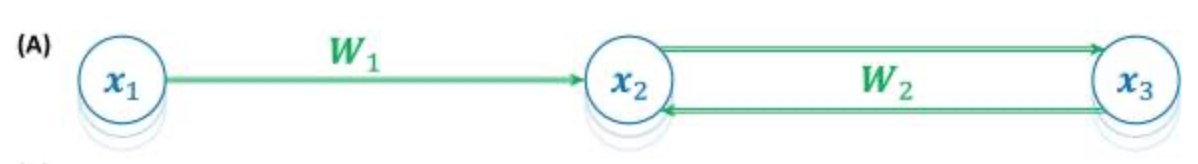 (A)
x₁ W₁ x₂ W₂ x₃